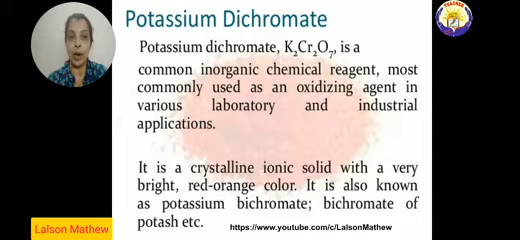 Potassium Dichromate
Potassium dichromate, K₂Cr₂O₇, is a
common inorganic chemical reagent, most
commonly used as an oxidizing agent in
various laboratory and industrial
applications.
It is a crystalline ionic solid with a very
bright, red-orange color. It is also known
as potassium bichromate; bichromate of
potash etc.
Lalson Mathew
https://www.youtube.com/c/LalsonMathew